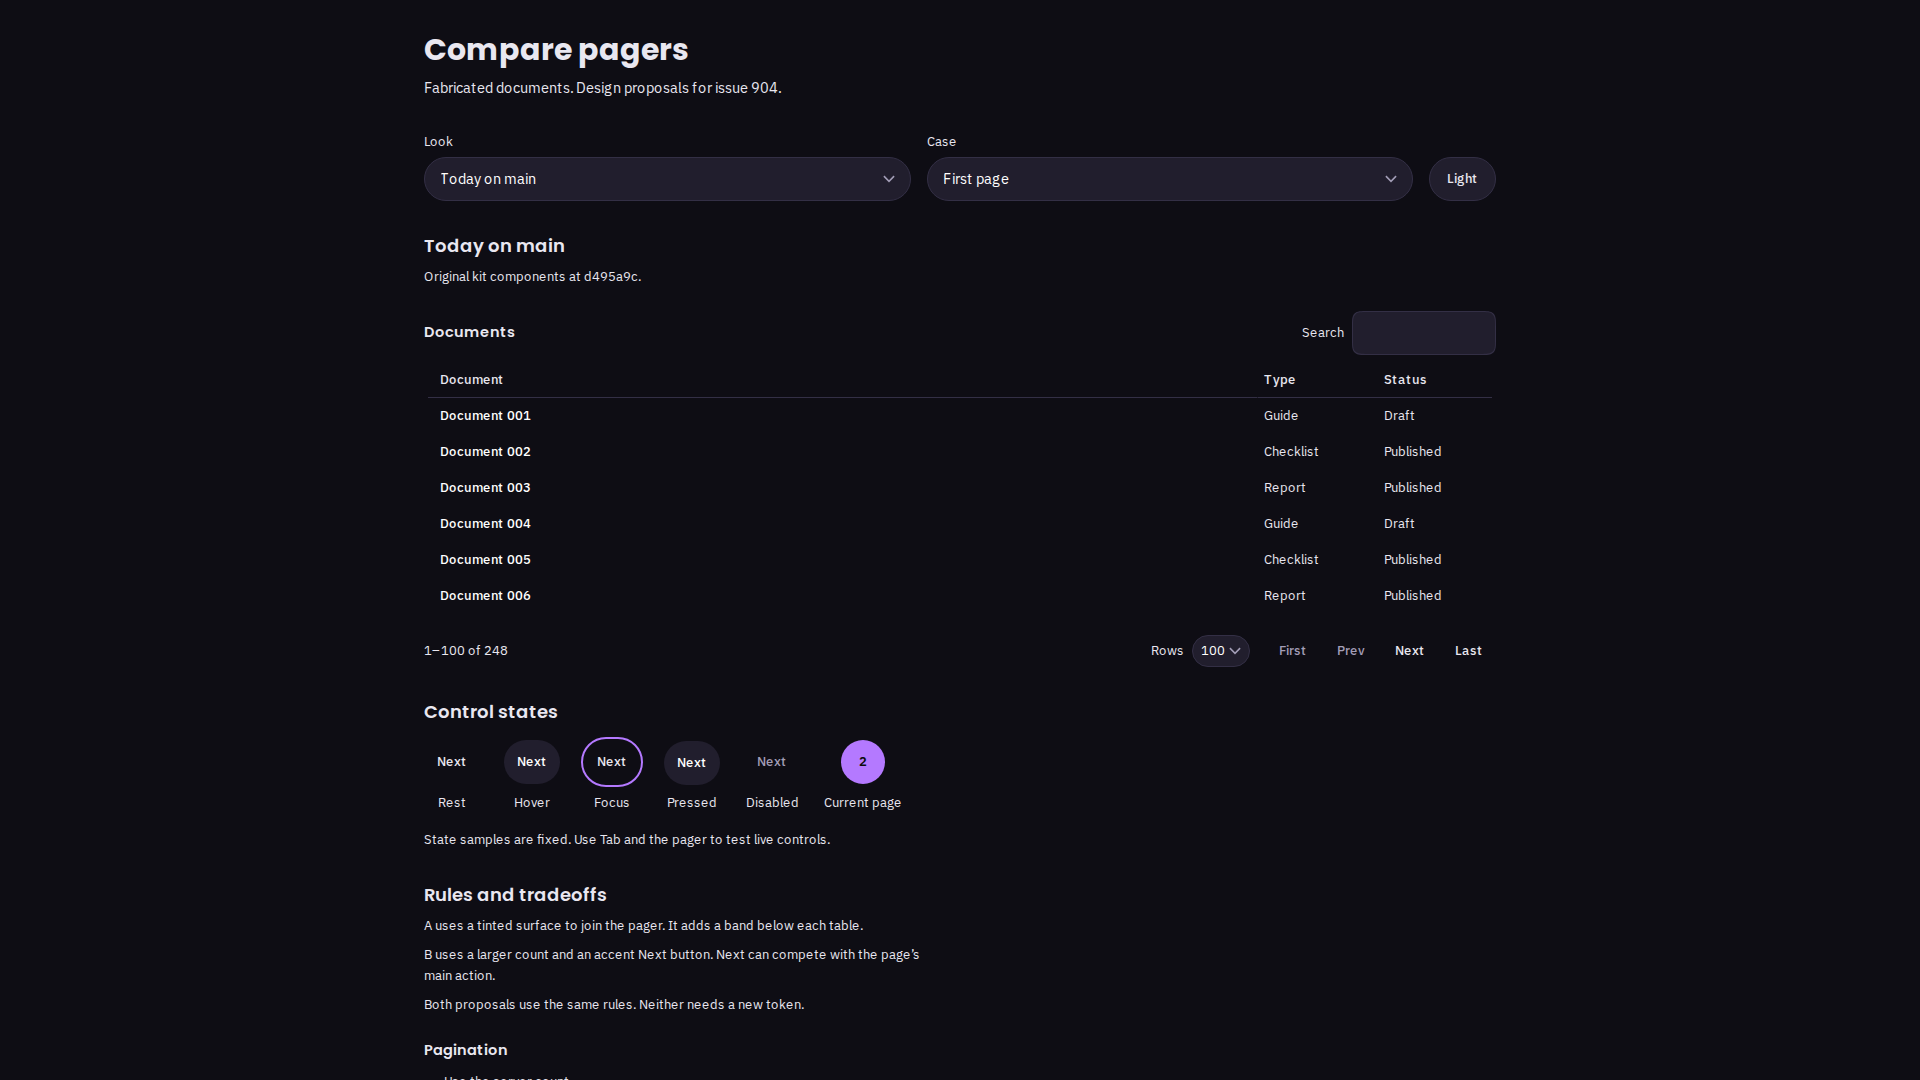 Compare pagers
Fabricated documents. Design proposals for issue 904.
Look
Case
Today on main
First page
Light
Today on main
Original kit components at d495a9c.
Documents
Search
Document Type Status
Document 001 Guide Draft
Document 002 Checklist Published
Document 003 Report Published
Document 004 Guide Draft
Document 005 Checklist Published
Document 006 Report Published
1–100 of 248
Rows 100 First Prev Next Last
Control states
Next Next Next Next Next 2
Rest Hover Focus Pressed Disabled Current page
State samples are fixed. Use Tab and the pager to test live controls.
Rules and tradeoffs
A uses a tinted surface to join the pager. It adds a band below each table.
B uses a larger count and an accent Next button. Next can compete with the page's
main action.
Both proposals use the same rules. Neither needs a new token.
Pagination
Use the server count